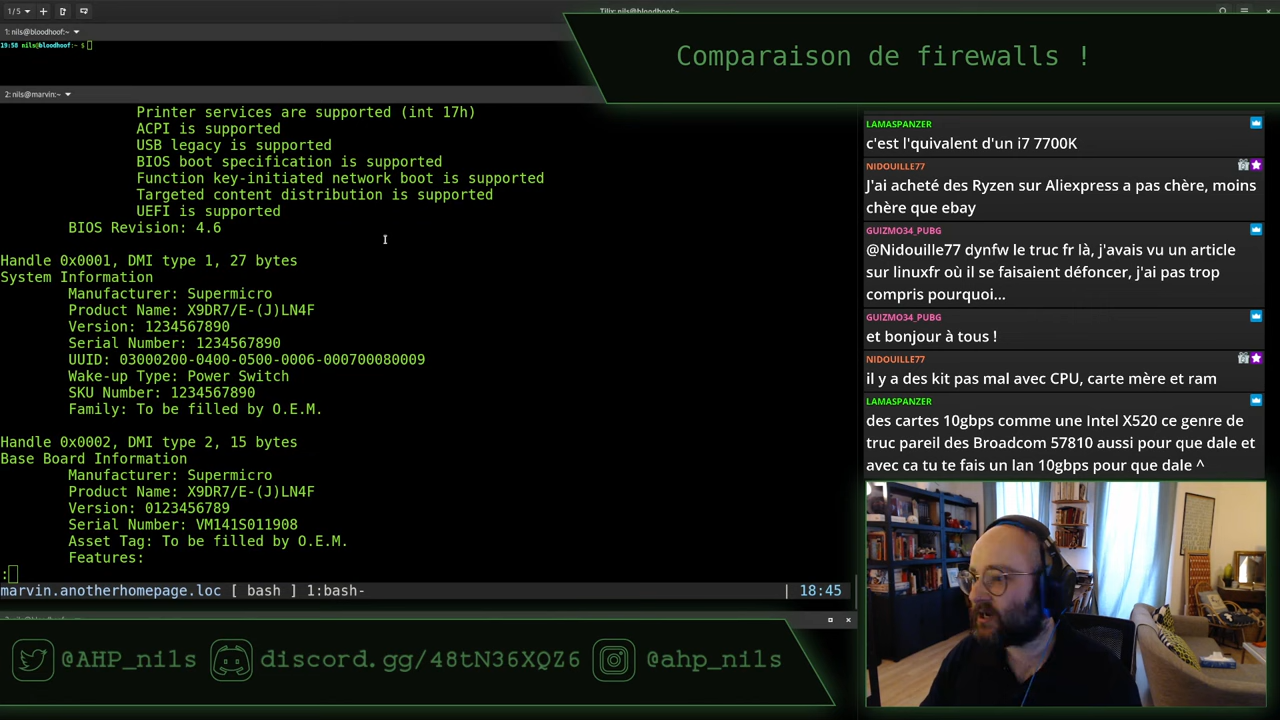 1 / 5
Tilix: nils@bloodhoof:~
1: nils@bloodhoof:~
19:58 nils@bloodhoof:~ $
Comparaison de firewalls !
2: nils@marvin:~
Printer services are supported (int 17h)
ACPI is supported
USB legacy is supported
BIOS boot specification is supported
Function key-initiated network boot is supported
Targeted content distribution is supported
UEFI is supported
BIOS Revision: 4.6
Handle 0x0001, DMI type 1, 27 bytes
System Information
Manufacturer: Supermicro
Product Name: X9DR7/E-(J)LN4F
Version: 1234567890
Serial Number: 1234567890
UUID: 03000200-0400-0500-0006-000700080009
Wake-up Type: Power Switch
SKU Number: 1234567890
Family: To be filled by O.E.M.
Handle 0x0002, DMI type 2, 15 bytes
Base Board Information
Manufacturer: Supermicro
Product Name: X9DR7/E-(J)LN4F
Version: 0123456789
Serial Number: VM141S011908
Asset Tag: To be filled by O.E.M.
Features:
:
marvin.anotherhomepage.loc [ bash ] 1:bash- | 18:45
LAMASPANZER
c'est l'quivalent d'un i7 7700K
NIDOUILLE77
J'ai acheté des Ryzen sur Aliexpress a pas chère, moins
chère que ebay
GUIZMO34_PUBG
@Nidouille77 dynfw le truc fr là, j'avais vu un article
sur linuxfr où il se faisaient défoncer, j'ai pas trop
compris pourquoi...
GUIZMO34_PUBG
et bonjour à tous !
NIDOUILLE77
il y a des kit pas mal avec CPU, carte mère et ram
LAMASPANZER
des cartes 10gbps comme une Intel X520 ce genre de
truc pareil des Broadcom 57810 aussi pour que dale et
avec ca tu te fais un lan 10gbps pour que dale ^
@AHP_nils discord.gg/48tN36XQZ6 @ahp_nils